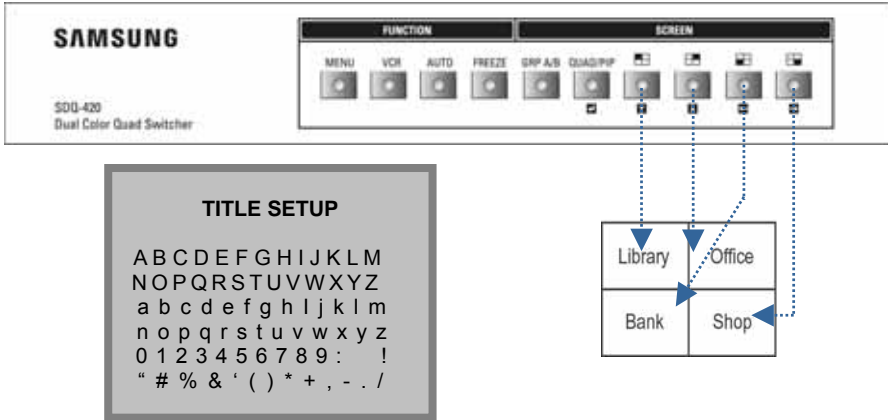 SAMSUNG
SDQ-420
Dual Color Quad Switcher
FUNCTION SCREEN
MENU VCR AUTO FREEZE GRP A/B QUAD/PIP
TITLE SETUP
A B C D E F G H I J K L M
N O P Q R S T U V W X Y Z
a b c d e f g h I j k l m
n o p q r s t u v w x y z
0 1 2 3 4 5 6 7 8 9 : !
“ # % & ‘ ( ) * + , - . /
Library Office
Bank Shop